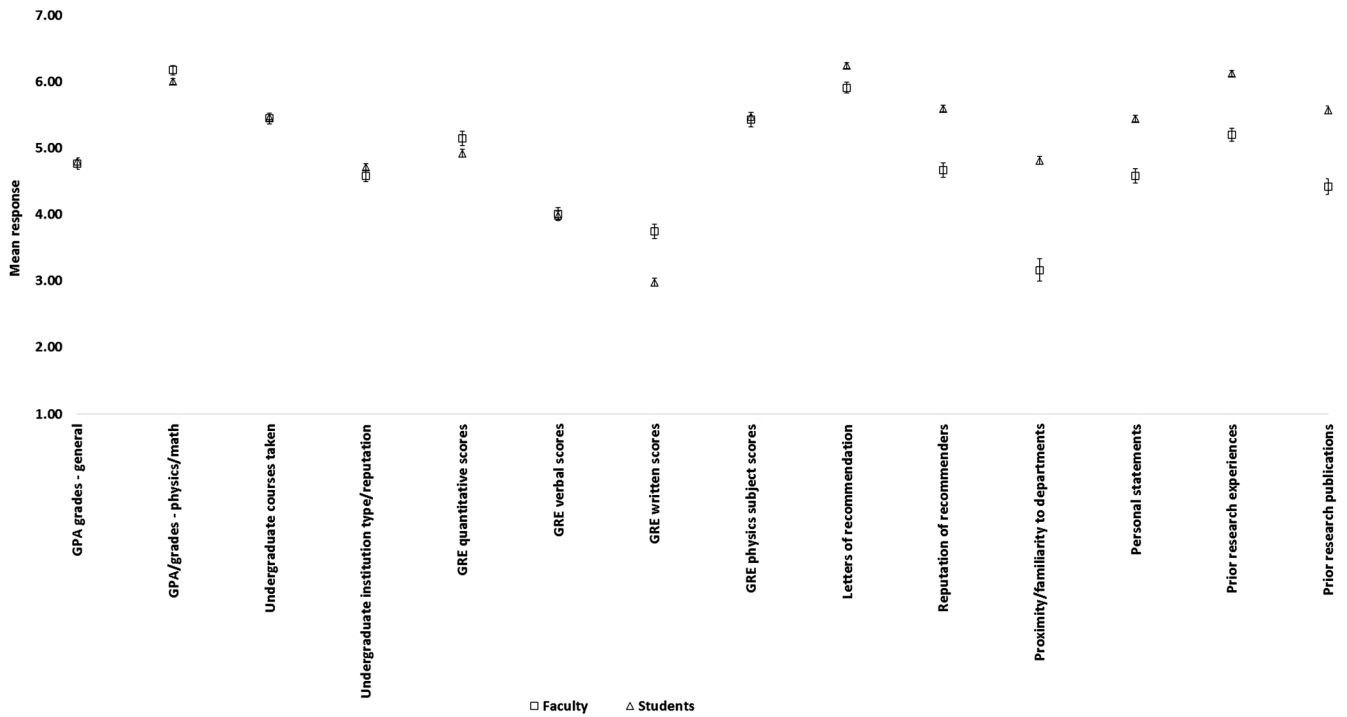 7.00
6.00
5.00
4.00
3.00
2.00
1.00
Mean response
GPA grades - general
GPA/grades - physics/math
Undergraduate courses taken
Undergraduate institution type/reputation
GRE quantitative scores
GRE verbal scores
GRE written scores
GRE physics subject scores
Letters of recommendation
Reputation of recommenders
Proximity/familiarity to departments
Personal statements
Prior research experiences
Prior research publications
Faculty
Students